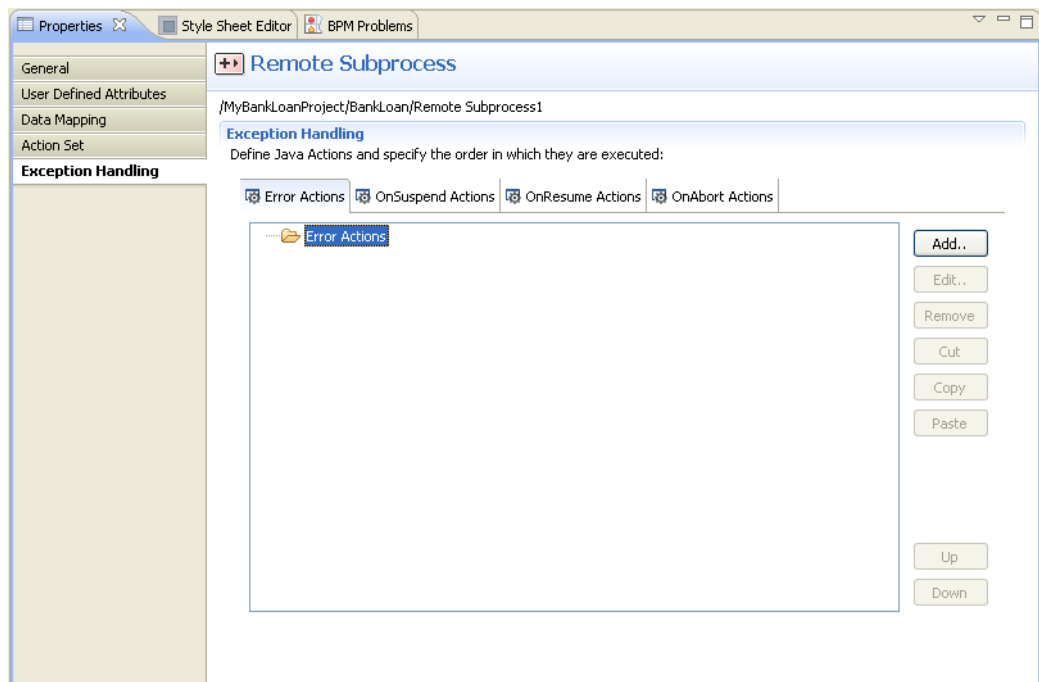 Properties Style Sheet Editor BPM Problems
General
User Defined Attributes
Data Mapping
Action Set
Exception Handling
Remote Subprocess
/MyBankLoanProject/BankLoan/Remote Subprocess1
Exception Handling
Define Java Actions and specify the order in which they are executed:
Error Actions OnSuspend Actions OnResume Actions OnAbort Actions
Error Actions
Add..
Edit..
Remove
Cut
Copy
Paste
Up
Down